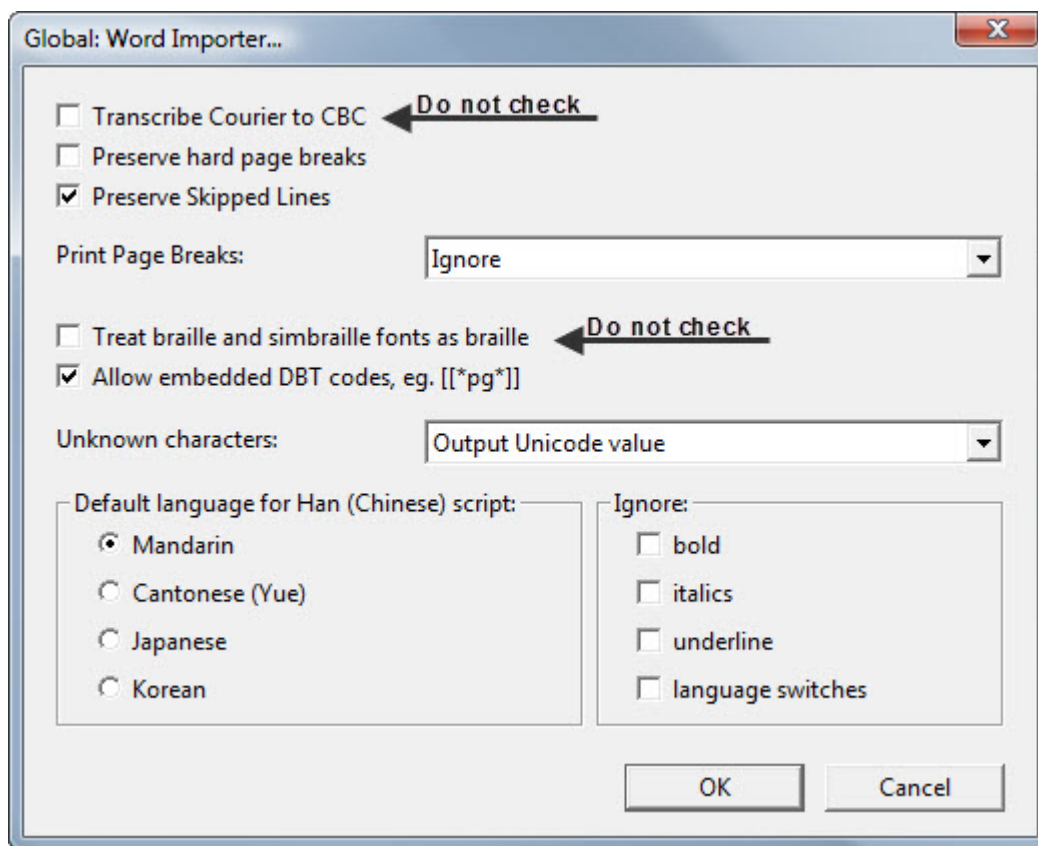 Global: Word Importer...
Transcribe Courier to CBC Do not check
Preserve hard page breaks
Preserve Skipped Lines
Print Page Breaks: Ignore
Treat braille and simbraille fonts as braille Do not check
Allow embedded DBT codes, eg. [[*pg*]]
Unknown characters: Output Unicode value
Default language for Han (Chinese) script:
Mandarin
Cantonese (Yue)
Japanese
Korean
Ignore:
bold
italics
underline
language switches
OK Cancel